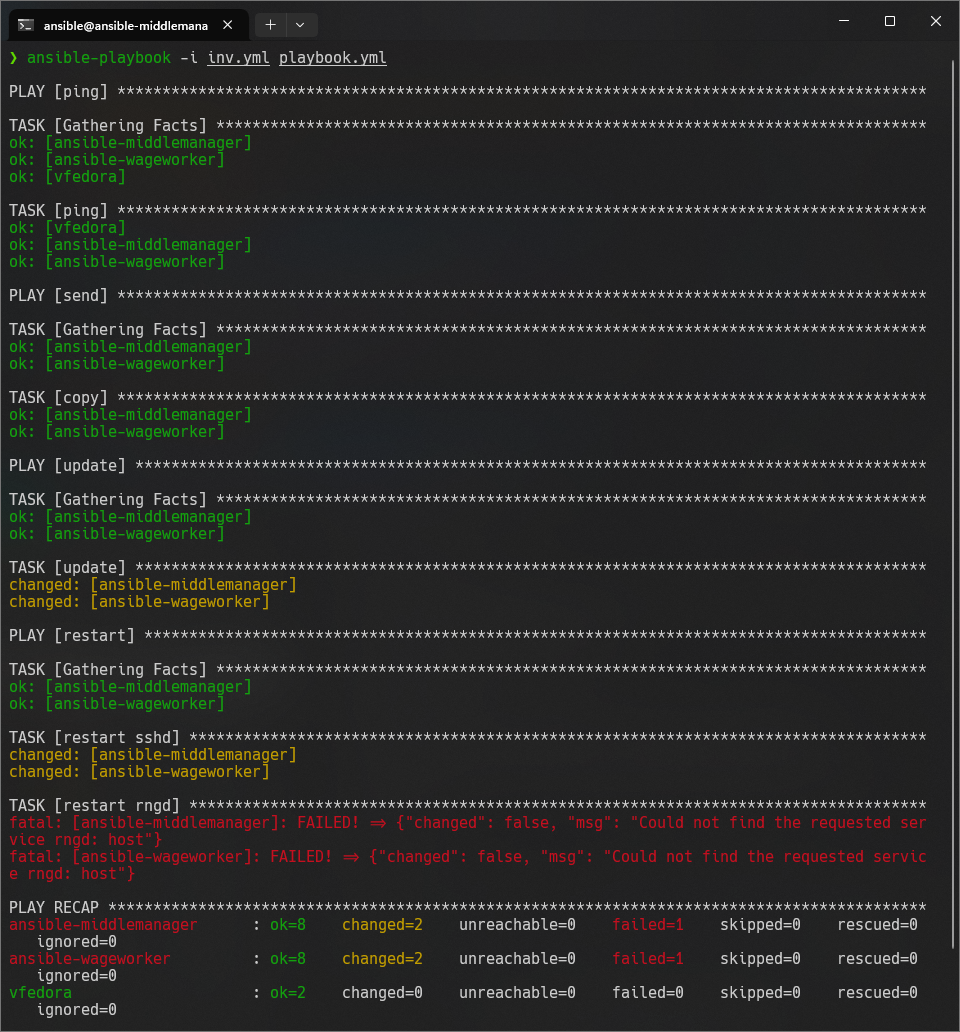 ansible@ansible-middlemana
❯ ansible-playbook -i inv.yml playbook.yml
PLAY [ping] ******************************************************************************************
TASK [Gathering Facts] *******************************************************************************
ok: [ansible-middlemanager]
ok: [ansible-wageworker]
ok: [vfedora]
TASK [ping] ******************************************************************************************
ok: [vfedora]
ok: [ansible-middlemanager]
ok: [ansible-wageworker]
PLAY [send] ******************************************************************************************
TASK [Gathering Facts] *******************************************************************************
ok: [ansible-middlemanager]
ok: [ansible-wageworker]
TASK [copy] ******************************************************************************************
ok: [ansible-middlemanager]
ok: [ansible-wageworker]
PLAY [update] ****************************************************************************************
TASK [Gathering Facts] *******************************************************************************
ok: [ansible-middlemanager]
ok: [ansible-wageworker]
TASK [update] ****************************************************************************************
changed: [ansible-middlemanager]
changed: [ansible-wageworker]
PLAY [restart] ***************************************************************************************
TASK [Gathering Facts] *******************************************************************************
ok: [ansible-middlemanager]
ok: [ansible-wageworker]
TASK [restart sshd] **********************************************************************************
changed: [ansible-middlemanager]
changed: [ansible-wageworker]
TASK [restart rngd] **********************************************************************************
fatal: [ansible-middlemanager]: FAILED! => {"changed": false, "msg": "Could not find the requested ser
vice rngd: host"}
fatal: [ansible-wageworker]: FAILED! => {"changed": false, "msg": "Could not find the requested servic
e rngd: host"}
PLAY RECAP *******************************************************************************************
ansible-middlemanager      : ok=8    changed=2    unreachable=0    failed=1    skipped=0    rescued=0
ignored=0
ansible-wageworker         : ok=8    changed=2    unreachable=0    failed=1    skipped=0    rescued=0
ignored=0
vfedora                    : ok=2    changed=0    unreachable=0    failed=0    skipped=0    rescued=0
ignored=0